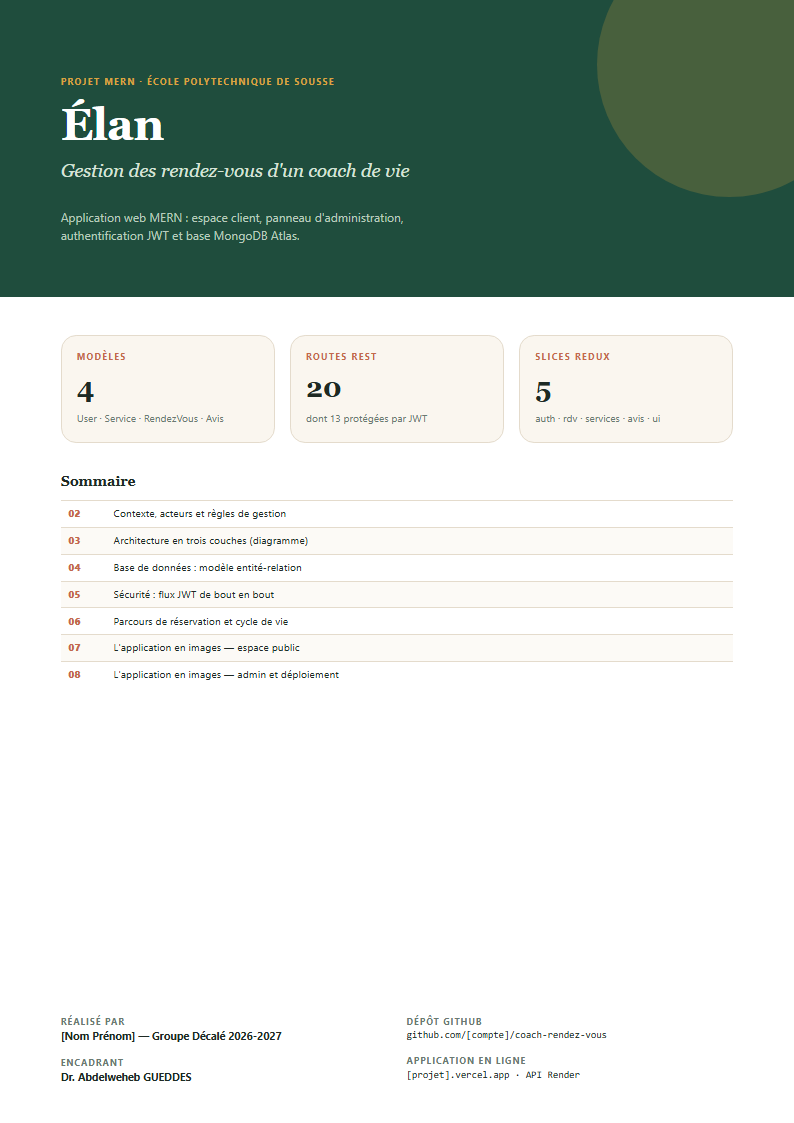 PROJET MERN · ÉCOLE POLYTECHNIQUE DE SOUSSE
Élan
Gestion des rendez-vous d'un coach de vie
Application web MERN : espace client, panneau d'administration,
authentification JWT et base MongoDB Atlas.
MODÈLES
4
User · Service · RendezVous · Avis
ROUTES REST
20
dont 13 protégées par JWT
SLICES REDUX
5
auth · rdv · services · avis · ui
Sommaire
02 Contexte, acteurs et règles de gestion
03 Architecture en trois couches (diagramme)
04 Base de données : modèle entité-relation
05 Sécurité : flux JWT de bout en bout
06 Parcours de réservation et cycle de vie
07 L'application en images — espace public
08 L'application en images — admin et déploiement
RÉALISÉ PAR
[Nom Prénom] — Groupe Décalé 2026-2027
ENCADRANT
Dr. Abdelweheb GUEDDES
DÉPÔT GITHUB
github.com/[compte]/coach-rendez-vous
APPLICATION EN LIGNE
[projet].vercel.app · API Render